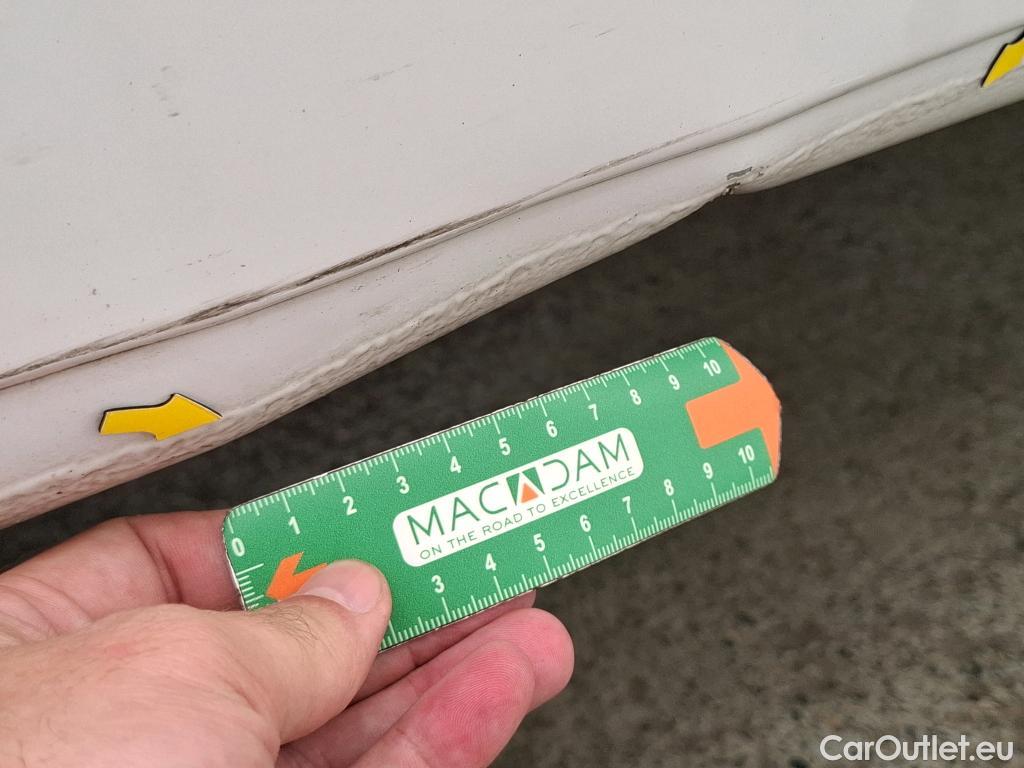 0 1 2 3 4 5 6 7 8 9 10
MACADAM
ON THE ROAD TO EXCELLENCE
3 4 5 6 7 8 9 10
CarOutlet.eu